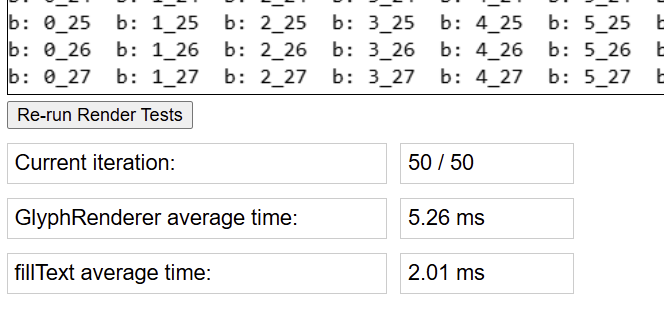 b: 0_25 b: 1_25 b: 2_25 b: 3_25 b: 4_25 b: 5_25
b: 0_26 b: 1_26 b: 2_26 b: 3_26 b: 4_26 b: 5_26
b: 0_27 b: 1_27 b: 2_27 b: 3_27 b: 4_27 b: 5_27
Re-run Render Tests
Current iteration: 50 / 50
GlyphRenderer average time: 5.26 ms
fillText average time: 2.01 ms